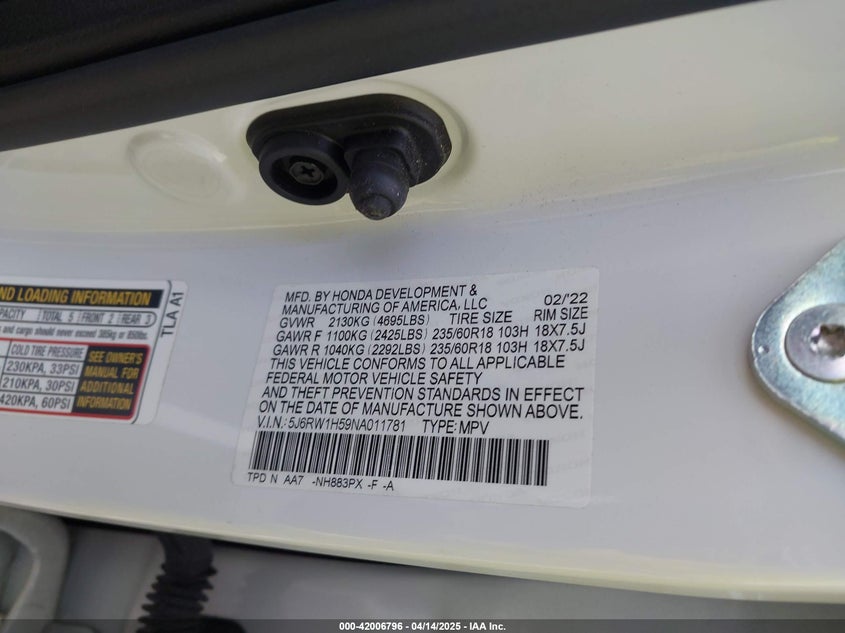 ND LOADING INFORMATION
PACITY TOTAL 5 FRONT 2 REAR 3
s and cargo should never exceed 385kg or 850lbs.
COLD TIRE PRESSURE SEE OWNER'S
230KPA, 33PSI MANUAL FOR
210KPA, 30PSI ADDITIONAL
420KPA, 60PSI INFORMATION
TLA A1
MFD. BY HONDA DEVELOPMENT &
MANUFACTURING OF AMERICA, LLC 02/'22
GVWR 2130KG (4695LBS) TIRE SIZE RIM SIZE
GAWR F 1100KG (2425LBS) 235/60R18 103H 18X7.5J
GAWR R 1040KG (2292LBS) 235/60R18 103H 18X7.5J
THIS VEHICLE CONFORMS TO ALL APPLICABLE
FEDERAL MOTOR VEHICLE SAFETY
AND THEFT PREVENTION STANDARDS IN EFFECT
ON THE DATE OF MANUFACTURE SHOWN ABOVE.
V.I.N.: 5J6RW1H59NA011781 TYPE: MPV
TPD N AA7 -NH883PX -F -A
000-42006796 - 04/14/2025 - IAA Inc.